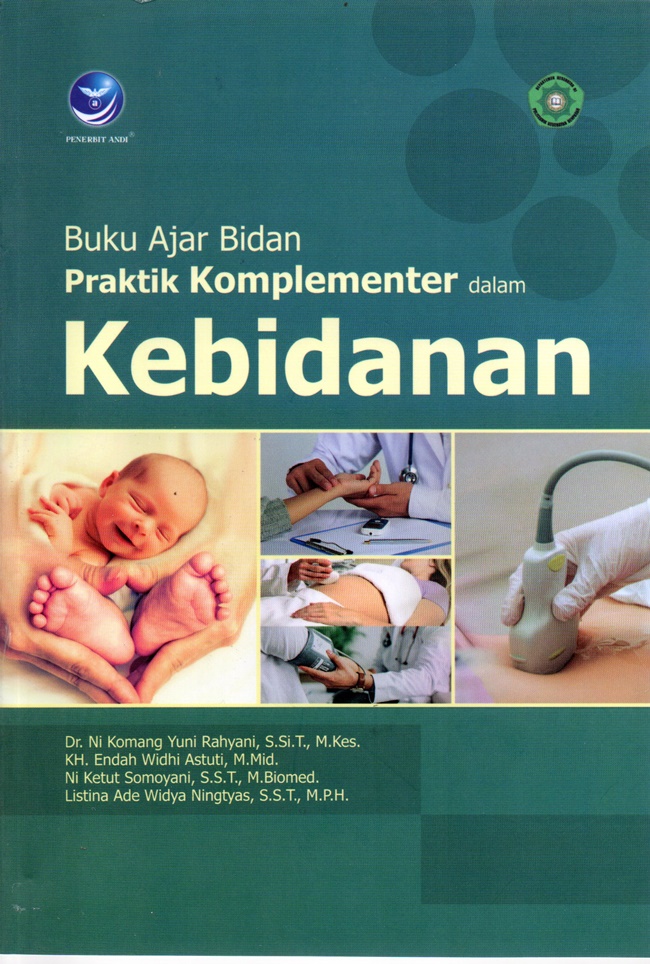 PENERBIT ANDI®
Buku Ajar Bidan
Praktik Komplementer dalam
Kebidanan
Dr. Ni Komang Yuni Rahyani, S.Si.T., M.Kes.
KH. Endah Widhi Astuti, M.Mid.
Ni Ketut Somoyani, S.S.T., M.Biomed.
Listina Ade Widya Ningtyas, S.S.T., M.P.H.